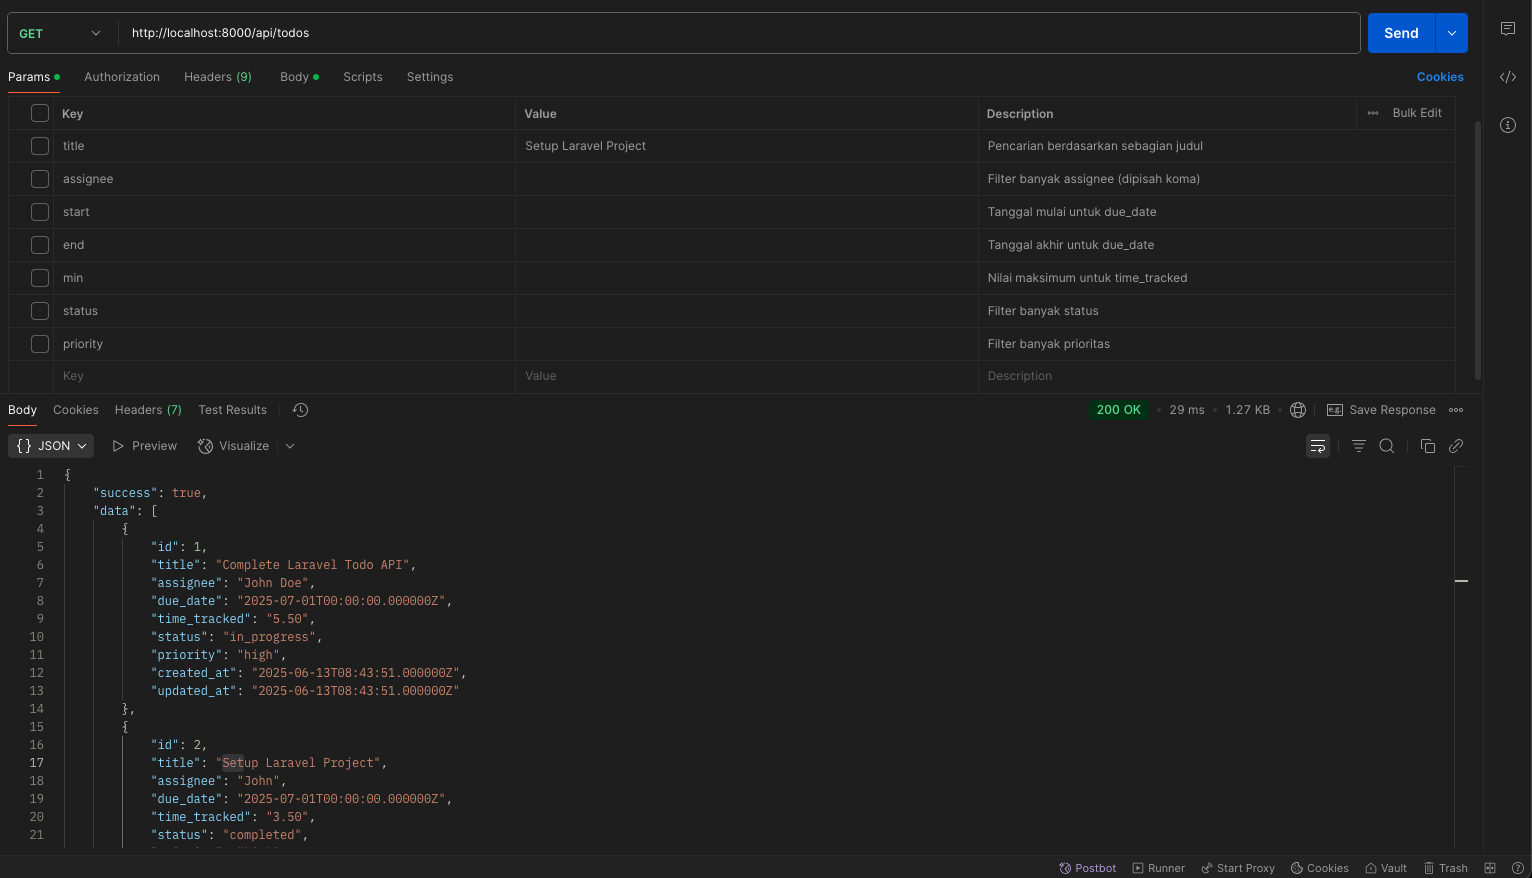 GET http://localhost:8000/api/todos Send
Params Authorization Headers (9) Body Scripts Settings Cookies
Key Value Description Bulk Edit
title Setup Laravel Project Pencarian berdasarkan sebagian judul
assignee Filter banyak assignee (dipisah koma)
start Tanggal mulai untuk due_date
end Tanggal akhir untuk due_date
min Nilai maksimum untuk time_tracked
status Filter banyak status
priority Filter banyak prioritas
Key Value Description
Body Cookies Headers (7) Test Results 200 OK • 29 ms • 1.27 KB • e.g. Save Response
{} JSON Preview Visualize
1 {
2 "success": true,
3 "data": [
4 {
5 "id": 1,
6 "title": "Complete Laravel Todo API",
7 "assignee": "John Doe",
8 "due_date": "2025-07-01T00:00:00.000000Z",
9 "time_tracked": "5.50",
10 "status": "in_progress",
11 "priority": "high",
12 "created_at": "2025-06-13T08:43:51.000000Z",
13 "updated_at": "2025-06-13T08:43:51.000000Z"
14 },
15 {
16 "id": 2,
17 "title": "Setup Laravel Project",
18 "assignee": "John",
19 "due_date": "2025-07-01T00:00:00.000000Z",
20 "time_tracked": "3.50",
21 "status": "completed",
Postbot Runner Start Proxy Cookies Vault Trash